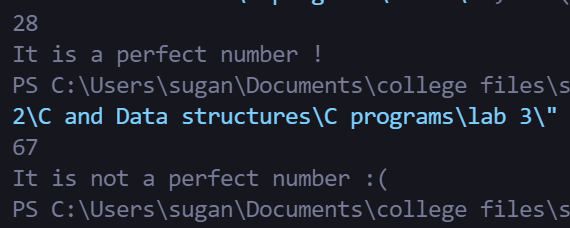 28
It is a perfect number !
PS C:\Users\sugan\Documents\college files\s
2\C and Data structures\C programs\lab 3\"
67
It is not a perfect number :(
PS C:\Users\sugan\Documents\college files\s